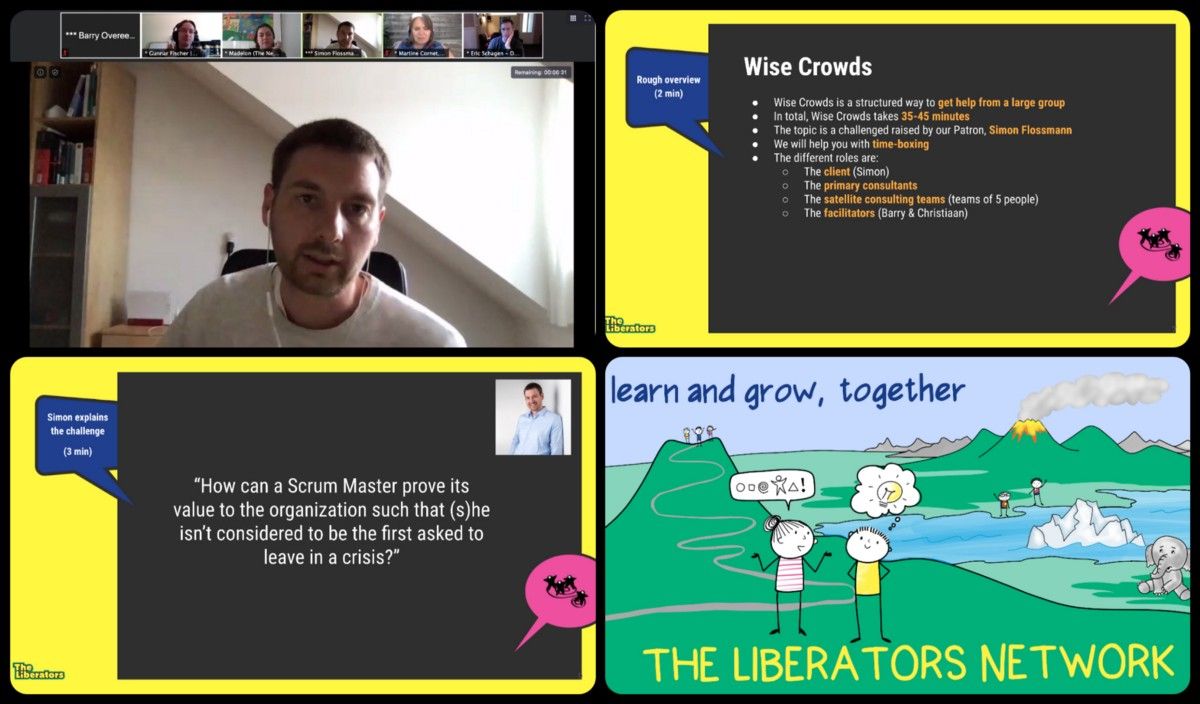 *** Barry Overee...
* Gunnar Fischer |...
* Madelon (The Ne...
*** Simon Flossma...
* Martine Cornet,...
* Eric Schagen – D...
Remaining: 00:06:31
Rough overview
(2 min)
Wise Crowds
● Wise Crowds is a structured way to get help from a large group
● In total, Wise Crowds takes 35-45 minutes
● The topic is a challenged raised by our Patron, Simon Flossmann
● We will help you with time-boxing
● The different roles are:
○ The client (Simon)
○ The primary consultants
○ The satellite consulting teams (teams of 5 people)
○ The facilitators (Barry & Christiaan)
The
Liberators
Simon explains
the challenge
(3 min)
“How can a Scrum Master prove its
value to the organization such that (s)he
isn’t considered to be the first asked to
leave in a crisis?”
The
Liberators
learn and grow, together
THE LIBERATORS NETWORK